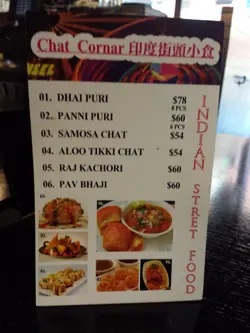 Chat Cornar 印度街頭小食
01. DHAI PURI $78
8 PCS
02. PANNI PURI $60
6 PCS
03. SAMOSA CHAT $54
04. ALOO TIKKI CHAT $54
05. RAJ KACHORI $60
06. PAV BHAJI $60
INDIAN STRET FOOD